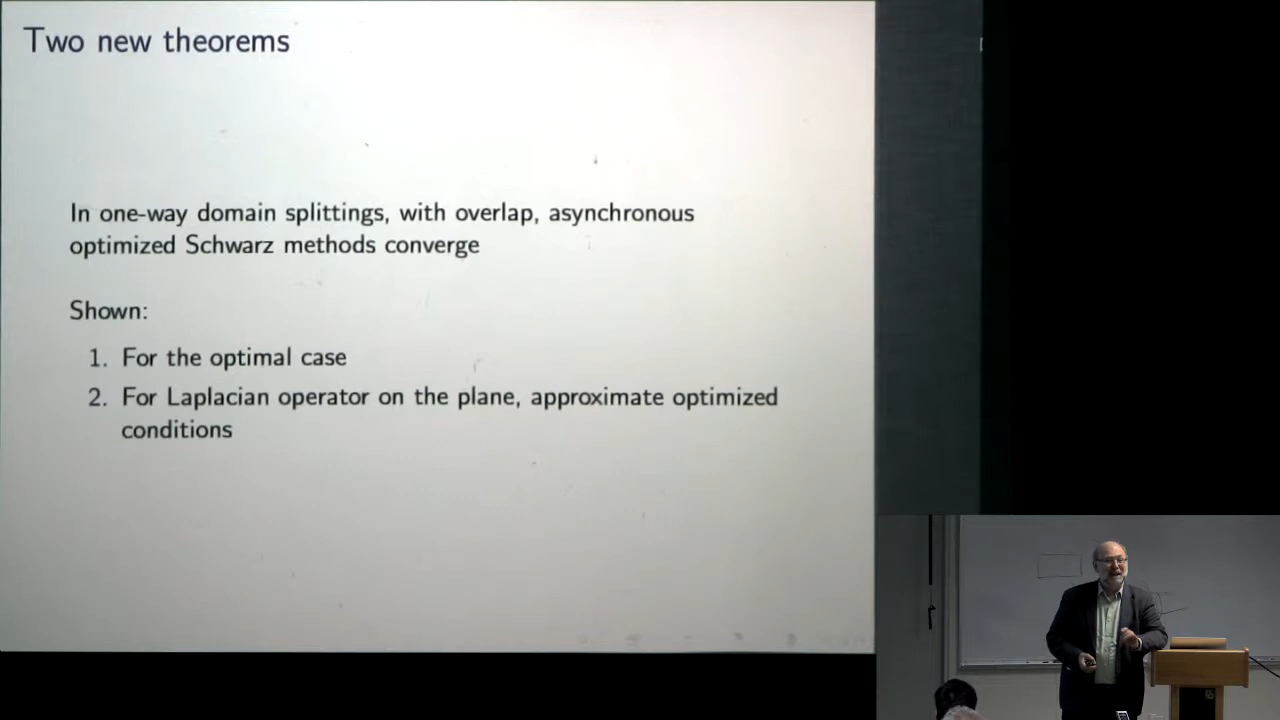 Two new theorems
In one-way domain splittings, with overlap, asynchronous
optimized Schwarz methods converge
Shown:
1. For the optimal case
2. For Laplacian operator on the plane, approximate optimized
conditions